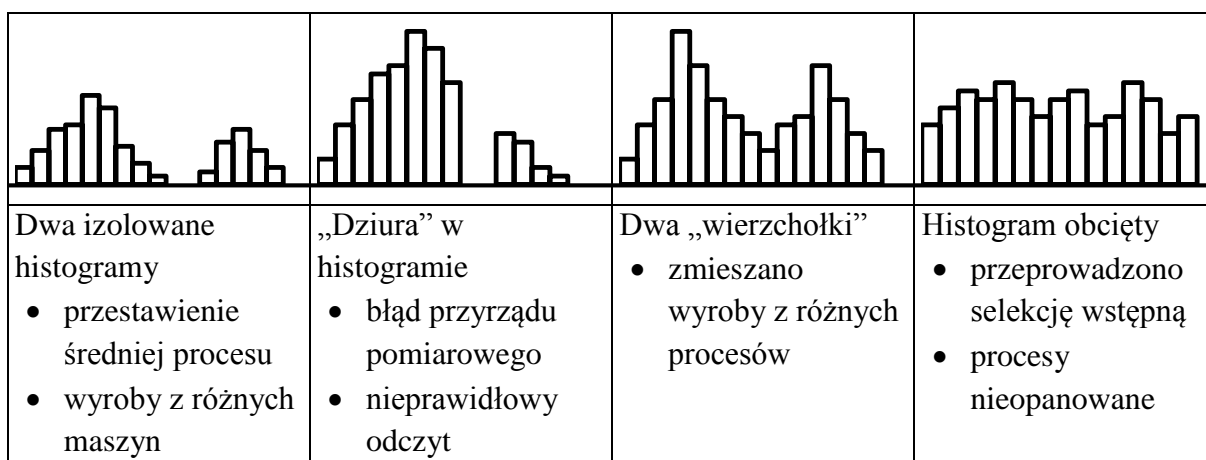 Dwa izolowane
histogramy
• przestawienie
średniej procesu
• wyroby z różnych
maszyn
„Dziura” w
histogramie
• błąd przyrządu
pomiarowego
• nieprawidłowy
odczyt
Dwa „wierzchołki”
• zmieszano
wyroby z różnych
procesów
Histogram obcięty
• przeprowadzono
selekcję wstępną
• procesy
nieopanowane